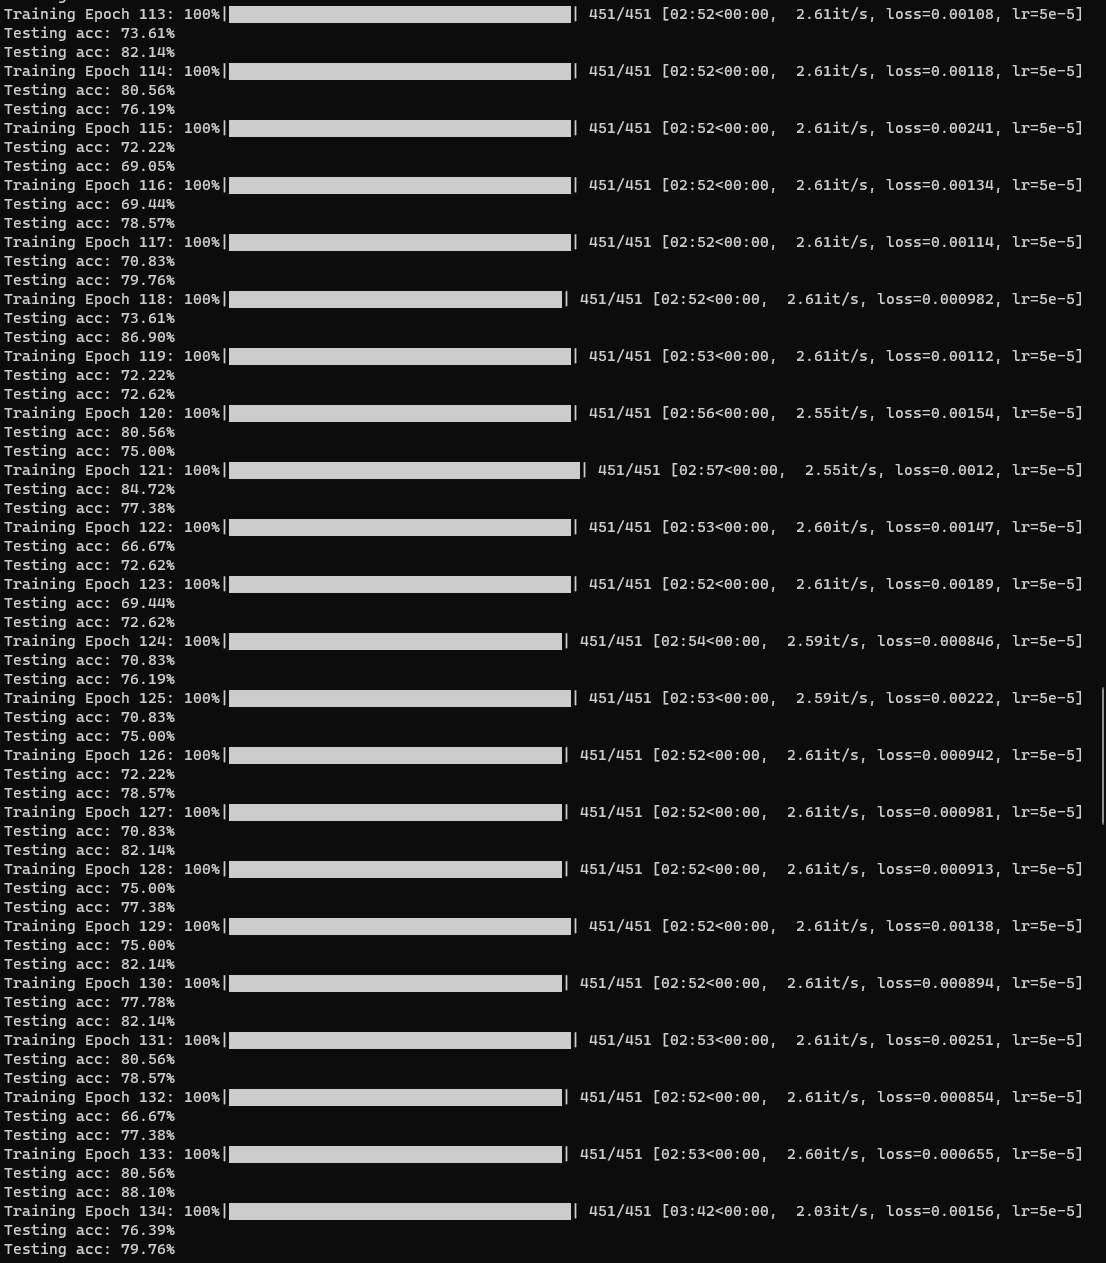 Training Epoch 113: 100%| | 451/451 [02:52<00:00,  2.61it/s, loss=0.00108, lr=5e-5]
Testing acc: 73.61%
Testing acc: 82.14%
Training Epoch 114: 100%| | 451/451 [02:52<00:00,  2.61it/s, loss=0.00118, lr=5e-5]
Testing acc: 80.56%
Testing acc: 76.19%
Training Epoch 115: 100%| | 451/451 [02:52<00:00,  2.61it/s, loss=0.00241, lr=5e-5]
Testing acc: 72.22%
Testing acc: 69.05%
Training Epoch 116: 100%| | 451/451 [02:52<00:00,  2.61it/s, loss=0.00134, lr=5e-5]
Testing acc: 69.44%
Testing acc: 78.57%
Training Epoch 117: 100%| | 451/451 [02:52<00:00,  2.61it/s, loss=0.00114, lr=5e-5]
Testing acc: 70.83%
Testing acc: 79.76%
Training Epoch 118: 100%| | 451/451 [02:52<00:00,  2.61it/s, loss=0.000982, lr=5e-5]
Testing acc: 73.61%
Testing acc: 86.90%
Training Epoch 119: 100%| | 451/451 [02:53<00:00,  2.61it/s, loss=0.00112, lr=5e-5]
Testing acc: 72.22%
Testing acc: 72.62%
Training Epoch 120: 100%| | 451/451 [02:56<00:00,  2.55it/s, loss=0.00154, lr=5e-5]
Testing acc: 80.56%
Testing acc: 75.00%
Training Epoch 121: 100%| | 451/451 [02:57<00:00,  2.55it/s, loss=0.0012, lr=5e-5]
Testing acc: 84.72%
Testing acc: 77.38%
Training Epoch 122: 100%| | 451/451 [02:53<00:00,  2.60it/s, loss=0.00147, lr=5e-5]
Testing acc: 66.67%
Testing acc: 72.62%
Training Epoch 123: 100%| | 451/451 [02:52<00:00,  2.61it/s, loss=0.00189, lr=5e-5]
Testing acc: 69.44%
Testing acc: 72.62%
Training Epoch 124: 100%| | 451/451 [02:54<00:00,  2.59it/s, loss=0.000846, lr=5e-5]
Testing acc: 70.83%
Testing acc: 76.19%
Training Epoch 125: 100%| | 451/451 [02:53<00:00,  2.59it/s, loss=0.00222, lr=5e-5]
Testing acc: 70.83%
Testing acc: 75.00%
Training Epoch 126: 100%| | 451/451 [02:52<00:00,  2.61it/s, loss=0.000942, lr=5e-5]
Testing acc: 72.22%
Testing acc: 78.57%
Training Epoch 127: 100%| | 451/451 [02:52<00:00,  2.61it/s, loss=0.000981, lr=5e-5]
Testing acc: 70.83%
Testing acc: 82.14%
Training Epoch 128: 100%| | 451/451 [02:52<00:00,  2.61it/s, loss=0.000913, lr=5e-5]
Testing acc: 75.00%
Testing acc: 77.38%
Training Epoch 129: 100%| | 451/451 [02:52<00:00,  2.61it/s, loss=0.00138, lr=5e-5]
Testing acc: 75.00%
Testing acc: 82.14%
Training Epoch 130: 100%| | 451/451 [02:52<00:00,  2.61it/s, loss=0.000894, lr=5e-5]
Testing acc: 77.78%
Testing acc: 82.14%
Training Epoch 131: 100%| | 451/451 [02:53<00:00,  2.61it/s, loss=0.00251, lr=5e-5]
Testing acc: 80.56%
Testing acc: 78.57%
Training Epoch 132: 100%| | 451/451 [02:52<00:00,  2.61it/s, loss=0.000854, lr=5e-5]
Testing acc: 66.67%
Testing acc: 77.38%
Training Epoch 133: 100%| | 451/451 [02:53<00:00,  2.60it/s, loss=0.000655, lr=5e-5]
Testing acc: 80.56%
Testing acc: 88.10%
Training Epoch 134: 100%| | 451/451 [03:42<00:00,  2.03it/s, loss=0.00156, lr=5e-5]
Testing acc: 76.39%
Testing acc: 79.76%